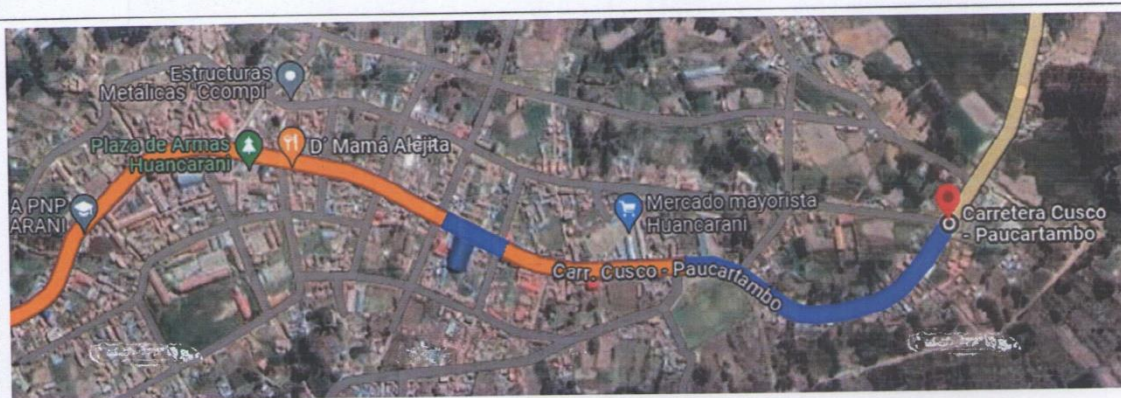 Estructuras
Metálicas 'Ccompi'
Plaza de Armas
Huancarani
D' Mamá Alejita
A PNP
ARANI
Mercado mayorista
Huancarani
Carretera Cusco
- Paucartambo
Carr. Cusco - Paucartambo